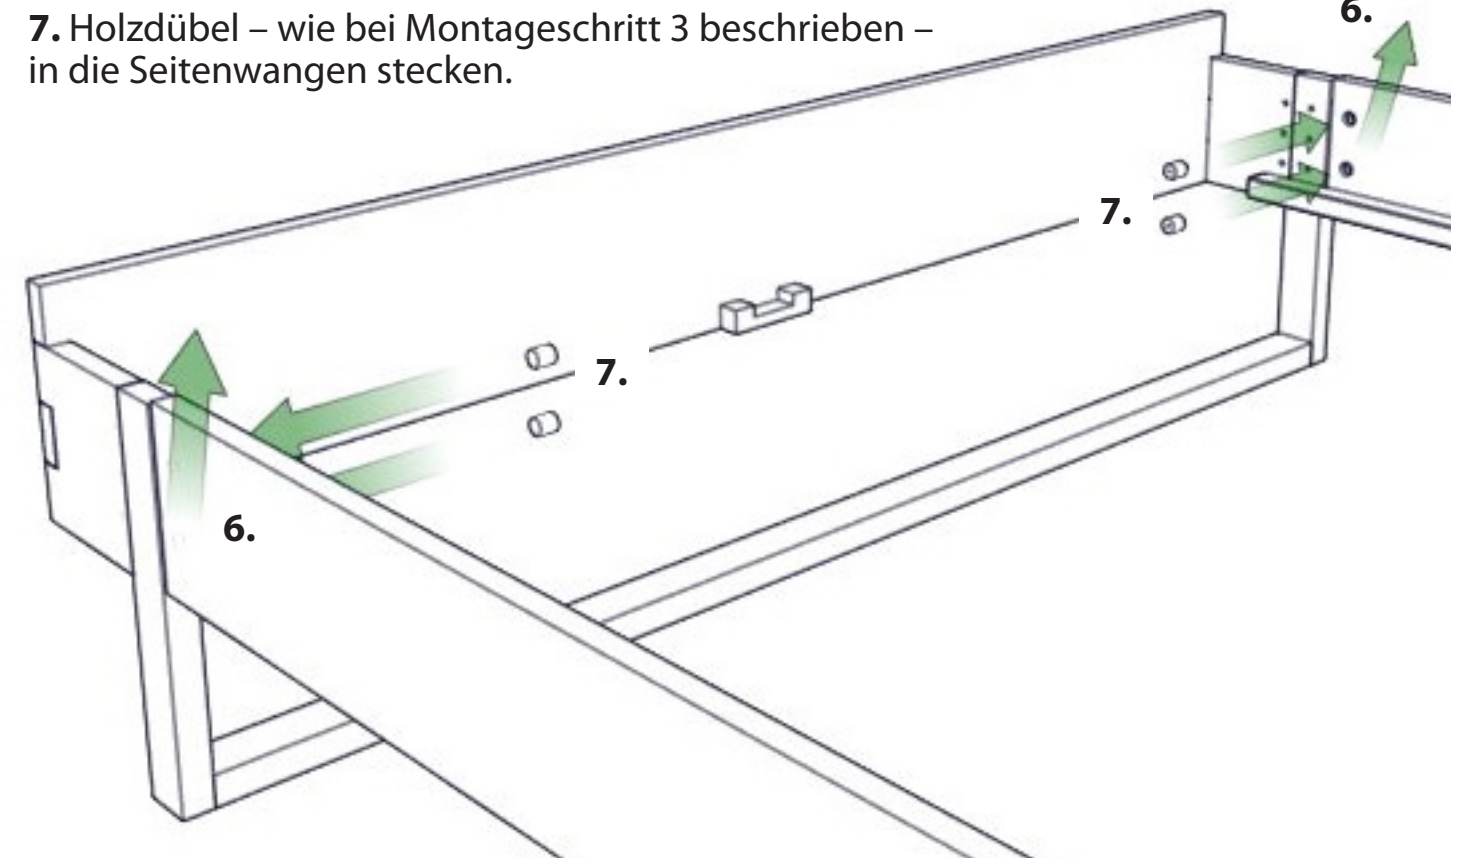 7. Holzdübel – wie bei Montageschritt 3 beschrieben –
in die Seitenwangen stecken.
6.
7.
7.
6.